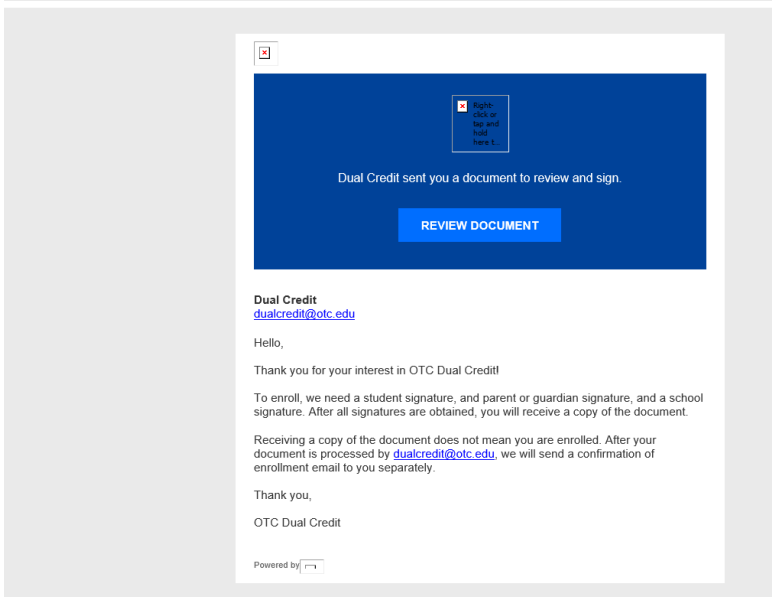 Right-
click or
tap and
hold
here t...
Dual Credit sent you a document to review and sign.
REVIEW DOCUMENT
Dual Credit
dualcredit@otc.edu
Hello,
Thank you for your interest in OTC Dual Credit!
To enroll, we need a student signature, and parent or guardian signature, and a school
signature. After all signatures are obtained, you will receive a copy of the document.
Receiving a copy of the document does not mean you are enrolled. After your
document is processed by dualcredit@otc.edu, we will send a confirmation of
enrollment email to you separately.
Thank you,
OTC Dual Credit
Powered by